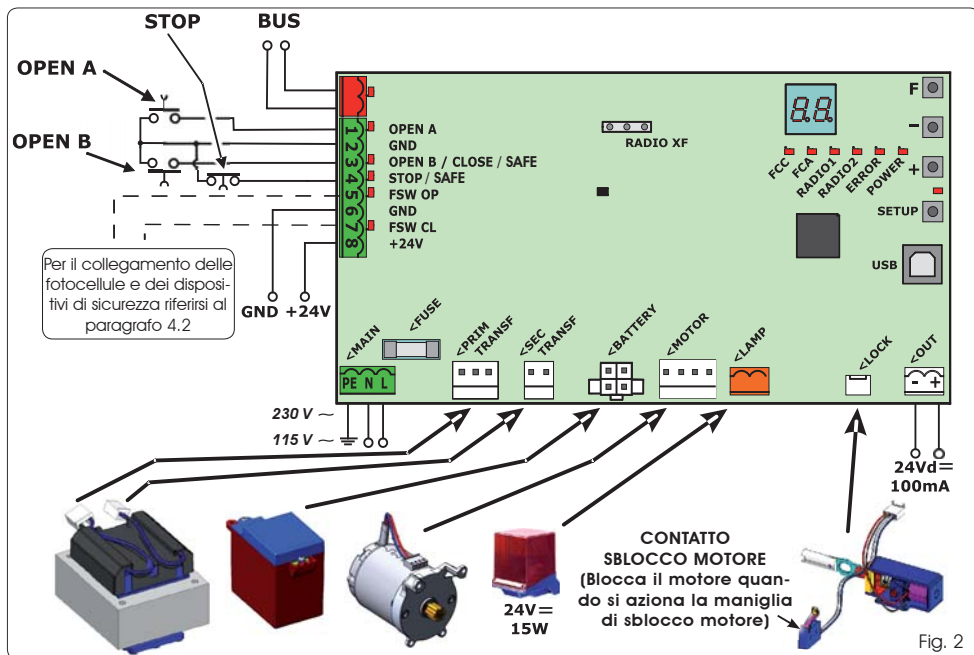 STOP
BUS
OPEN A
OPEN B
1 OPEN A
2 GND
3 OPEN B / CLOSE / SAFE
4 STOP / SAFE
5 FSW OP
6 GND
7 FSW CL
8 +24V
RADIO XF
8.8.
FCC
FCA
RADIO1
RADIO2
ERROR
POWER
F
-
+
SETUP
USB
Per il collegamento delle
fotocellule e dei disposi-
tivi di sicurezza riferirsi al
paragrafo 4.2
GND +24V
<MAIN
<FUSE
<PRIM
TRANSF
<SEC
TRANSF
<BATTERY
<MOTOR
<LAMP
<LOCK
<OUT
PE N L
- +
230 V ~
115 V ~
24Vd=
100mA
24V=
15W
CONTATTO
SBLOCCO MOTORE
(Blocca il motore quan-
do si aziona la maniglia
di sblocco motore)
Fig. 2